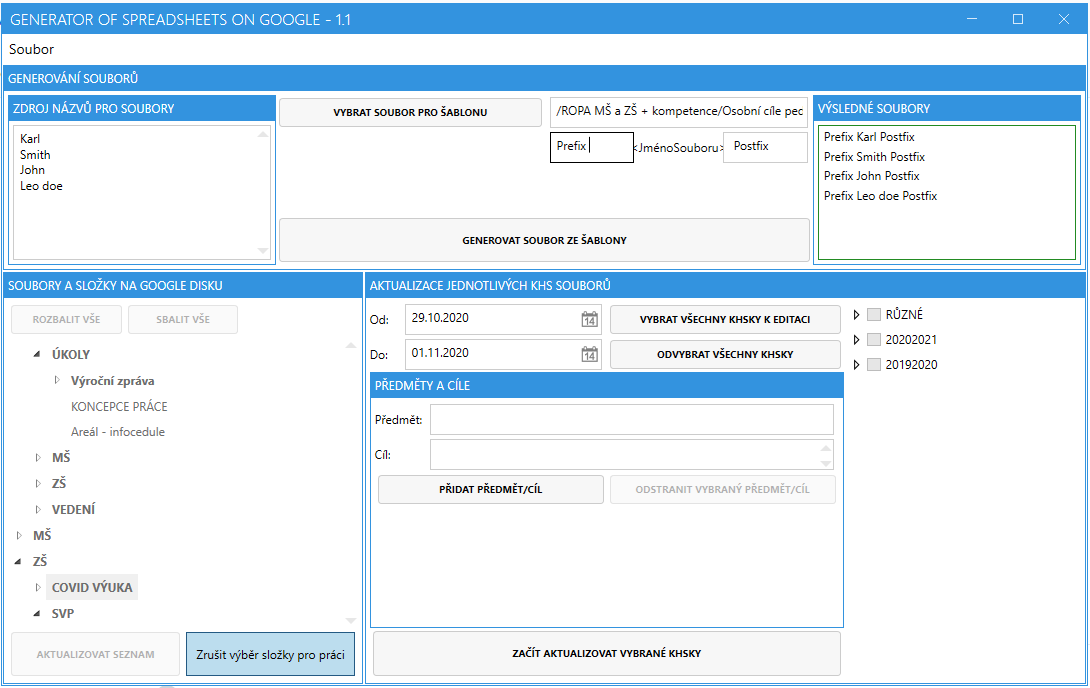 GENERATOR OF SPREADSHEETS ON GOOGLE - 1.1
Soubor
GENEROVÁNÍ SOUBORŮ
ZDROJ NÁZVŮ PRO SOUBORY
Karl
Smith
John
Leo doe
VYBRAT SOUBOR PRO ŠABLONU
/ROPA MŠ a ZŠ + kompetence/Osobní cíle pec
Prefix <JménoSouboru> Postfix
GENEROVAT SOUBOR ZE ŠABLONY
VÝSLEDNÉ SOUBORY
Prefix Karl Postfix
Prefix Smith Postfix
Prefix John Postfix
Prefix Leo doe Postfix
SOUBORY A SLOŽKY NA GOOGLE DISKU
ROZBALIT VŠE SBALIT VŠE
ÚKOLY
Výroční zpráva
KONCEPCE PRÁCE
Areál - infocedule
MŠ
ZŠ
VEDENÍ
MŠ
ZŠ
COVID VÝUKA
SVP
AKTUALIZOVAT SEZNAM Zrušit výběr složky pro práci
AKTUALIZACE JEDNOTLIVÝCH KHS SOUBORŮ
Od: 29.10.2020 14 VYBRAT VŠECHNY KHSKY K EDITACI
Do: 01.11.2020 14 ODVYBRAT VŠECHNY KHSKY
PŘEDMĚTY A CÍLE
Předmět:
Cíl:
PŘIDAT PŘEDMĚT/CÍL ODSTRANIT VYBRANÝ PŘEDMĚT/CÍL
ZAČÍT AKTUALIZOVAT VYBRANÉ KHSKY
RŮZNÉ
20202021
20192020